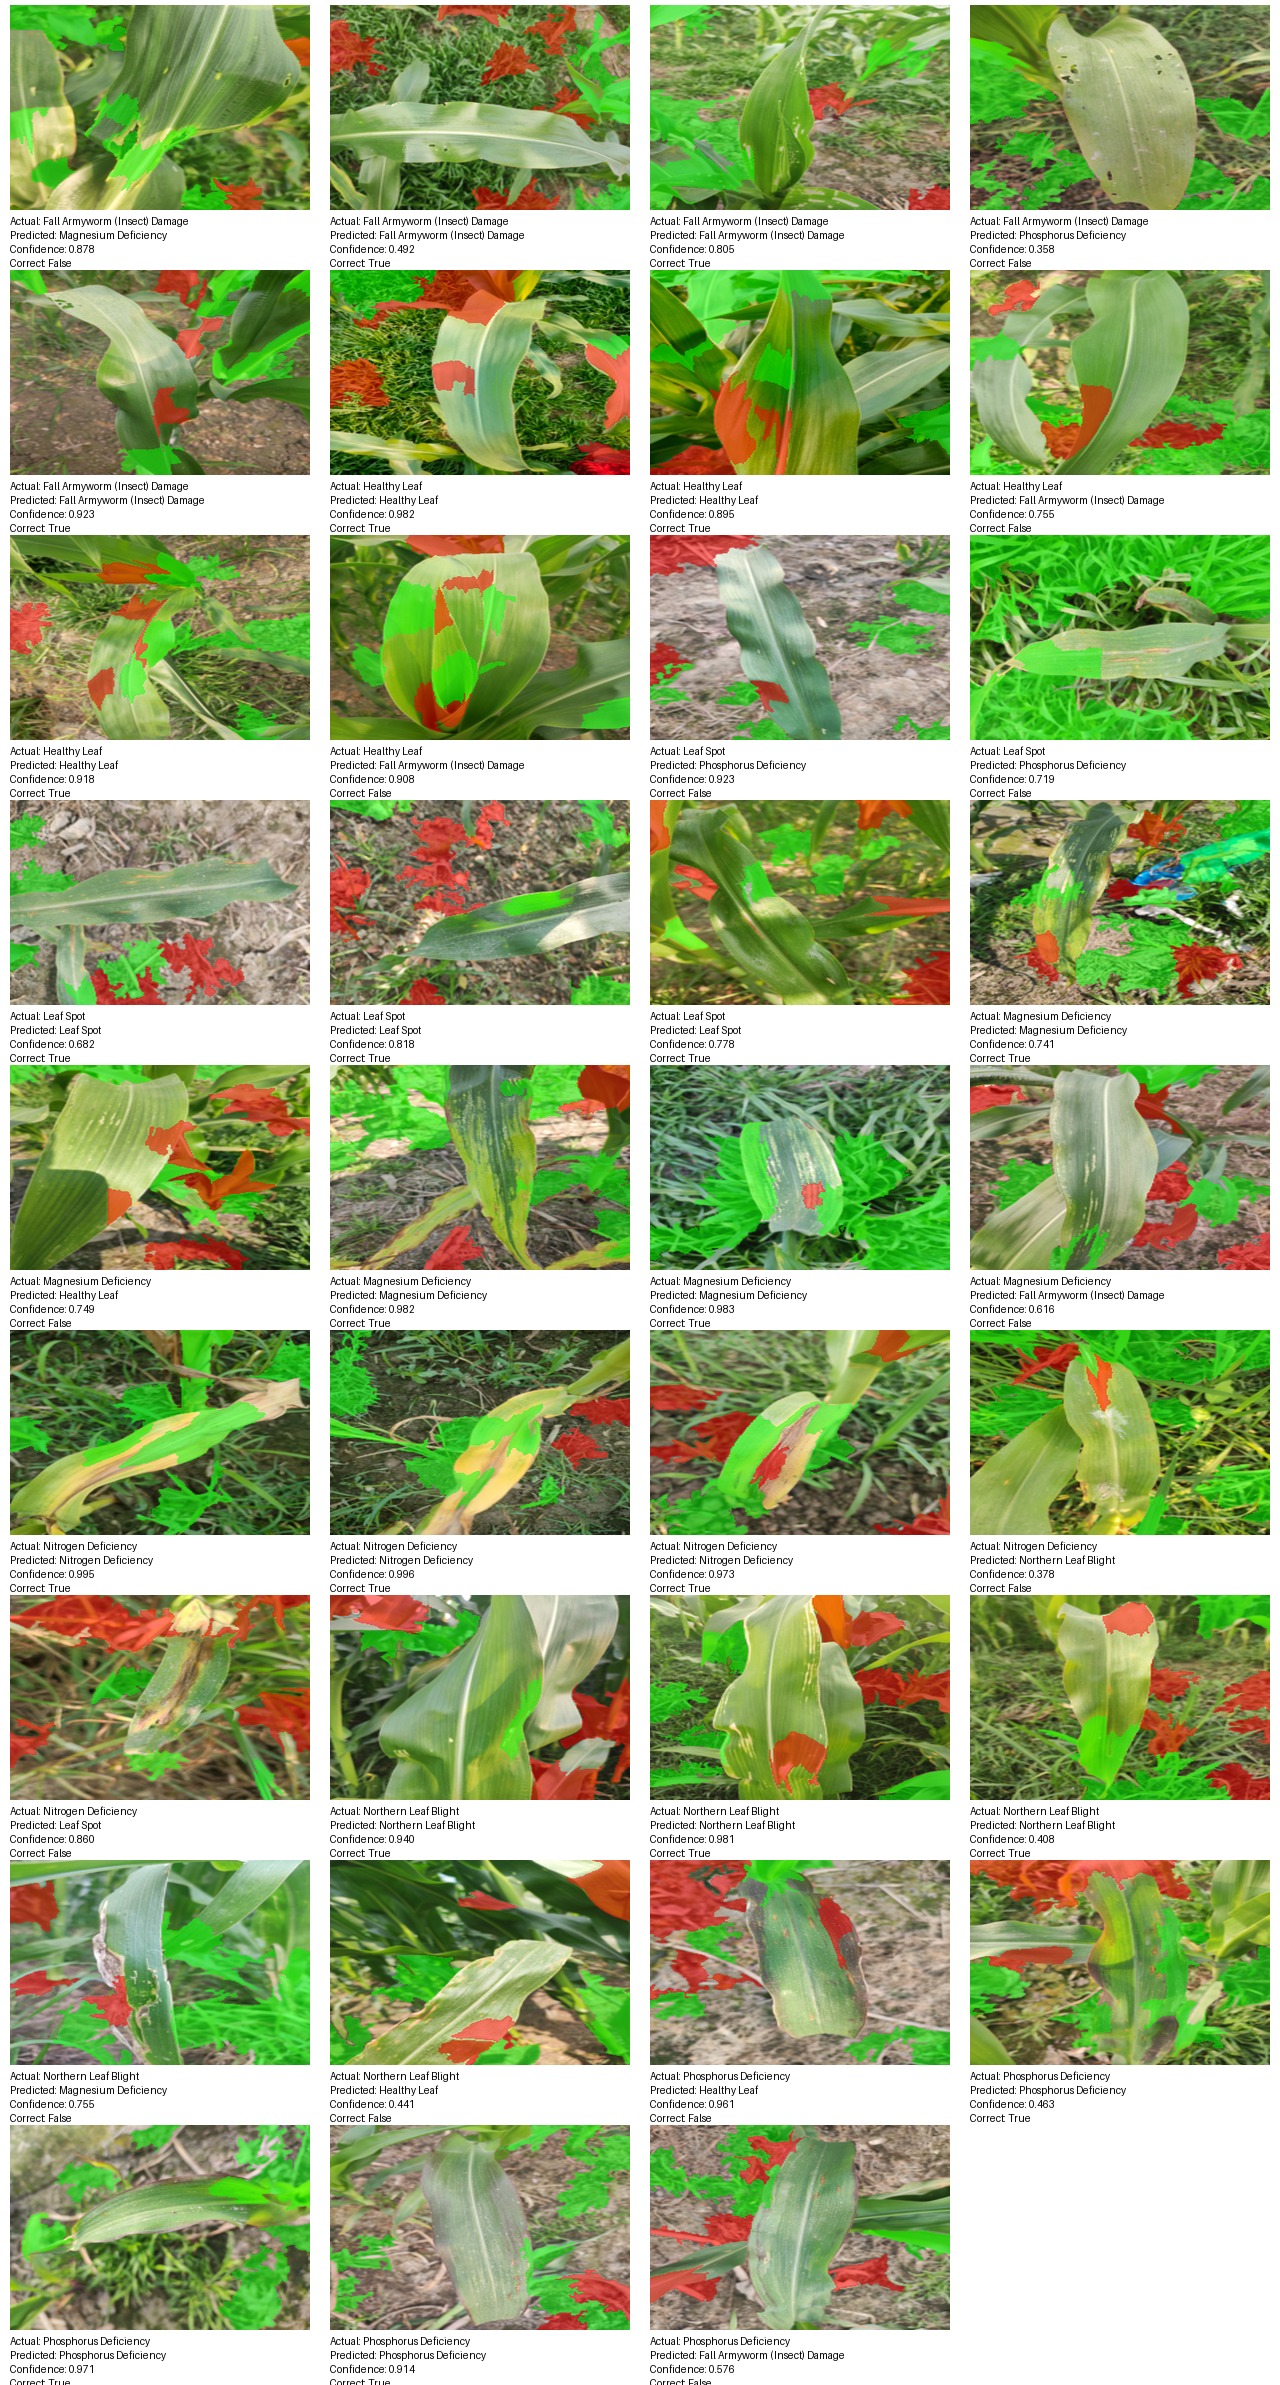 Actual: Fall Armyworm (Insect) Damage
Predicted: Magnesium Deficiency
Confidence: 0.878
Correct: False
Actual: Fall Armyworm (Insect) Damage
Predicted: Fall Armyworm (Insect) Damage
Confidence: 0.492
Correct: True
Actual: Fall Armyworm (Insect) Damage
Predicted: Fall Armyworm (Insect) Damage
Confidence: 0.805
Correct: True
Actual: Fall Armyworm (Insect) Damage
Predicted: Phosphorus Deficiency
Confidence: 0.358
Correct: False
Actual: Fall Armyworm (Insect) Damage
Predicted: Fall Armyworm (Insect) Damage
Confidence: 0.923
Correct: True
Actual: Healthy Leaf
Predicted: Healthy Leaf
Confidence: 0.982
Correct: True
Actual: Healthy Leaf
Predicted: Healthy Leaf
Confidence: 0.895
Correct: True
Actual: Healthy Leaf
Predicted: Fall Armyworm (Insect) Damage
Confidence: 0.755
Correct: False
Actual: Healthy Leaf
Predicted: Healthy Leaf
Confidence: 0.918
Correct: True
Actual: Healthy Leaf
Predicted: Fall Armyworm (Insect) Damage
Confidence: 0.908
Correct: False
Actual: Leaf Spot
Predicted: Phosphorus Deficiency
Confidence: 0.923
Correct: False
Actual: Leaf Spot
Predicted: Phosphorus Deficiency
Confidence: 0.719
Correct: False
Actual: Leaf Spot
Predicted: Leaf Spot
Confidence: 0.682
Correct: True
Actual: Leaf Spot
Predicted: Leaf Spot
Confidence: 0.818
Correct: True
Actual: Leaf Spot
Predicted: Leaf Spot
Confidence: 0.778
Correct: True
Actual: Magnesium Deficiency
Predicted: Magnesium Deficiency
Confidence: 0.741
Correct: True
Actual: Magnesium Deficiency
Predicted: Healthy Leaf
Confidence: 0.749
Correct: False
Actual: Magnesium Deficiency
Predicted: Magnesium Deficiency
Confidence: 0.982
Correct: True
Actual: Magnesium Deficiency
Predicted: Magnesium Deficiency
Confidence: 0.983
Correct: True
Actual: Magnesium Deficiency
Predicted: Fall Armyworm (Insect) Damage
Confidence: 0.616
Correct: False
Actual: Nitrogen Deficiency
Predicted: Nitrogen Deficiency
Confidence: 0.995
Correct: True
Actual: Nitrogen Deficiency
Predicted: Nitrogen Deficiency
Confidence: 0.996
Correct: True
Actual: Nitrogen Deficiency
Predicted: Nitrogen Deficiency
Confidence: 0.973
Correct: True
Actual: Nitrogen Deficiency
Predicted: Northern Leaf Blight
Confidence: 0.378
Correct: False
Actual: Nitrogen Deficiency
Predicted: Leaf Spot
Confidence: 0.860
Correct: False
Actual: Northern Leaf Blight
Predicted: Northern Leaf Blight
Confidence: 0.940
Correct: True
Actual: Northern Leaf Blight
Predicted: Northern Leaf Blight
Confidence: 0.981
Correct: True
Actual: Northern Leaf Blight
Predicted: Northern Leaf Blight
Confidence: 0.408
Correct: True
Actual: Northern Leaf Blight
Predicted: Magnesium Deficiency
Confidence: 0.755
Correct: False
Actual: Northern Leaf Blight
Predicted: Healthy Leaf
Confidence: 0.441
Correct: False
Actual: Phosphorus Deficiency
Predicted: Healthy Leaf
Confidence: 0.961
Correct: False
Actual: Phosphorus Deficiency
Predicted: Phosphorus Deficiency
Confidence: 0.463
Correct: True
Actual: Phosphorus Deficiency
Predicted: Phosphorus Deficiency
Confidence: 0.971
Correct: True
Actual: Phosphorus Deficiency
Predicted: Phosphorus Deficiency
Confidence: 0.914
Correct: True
Actual: Phosphorus Deficiency
Predicted: Fall Armyworm (Insect) Damage
Confidence: 0.576
Correct: False